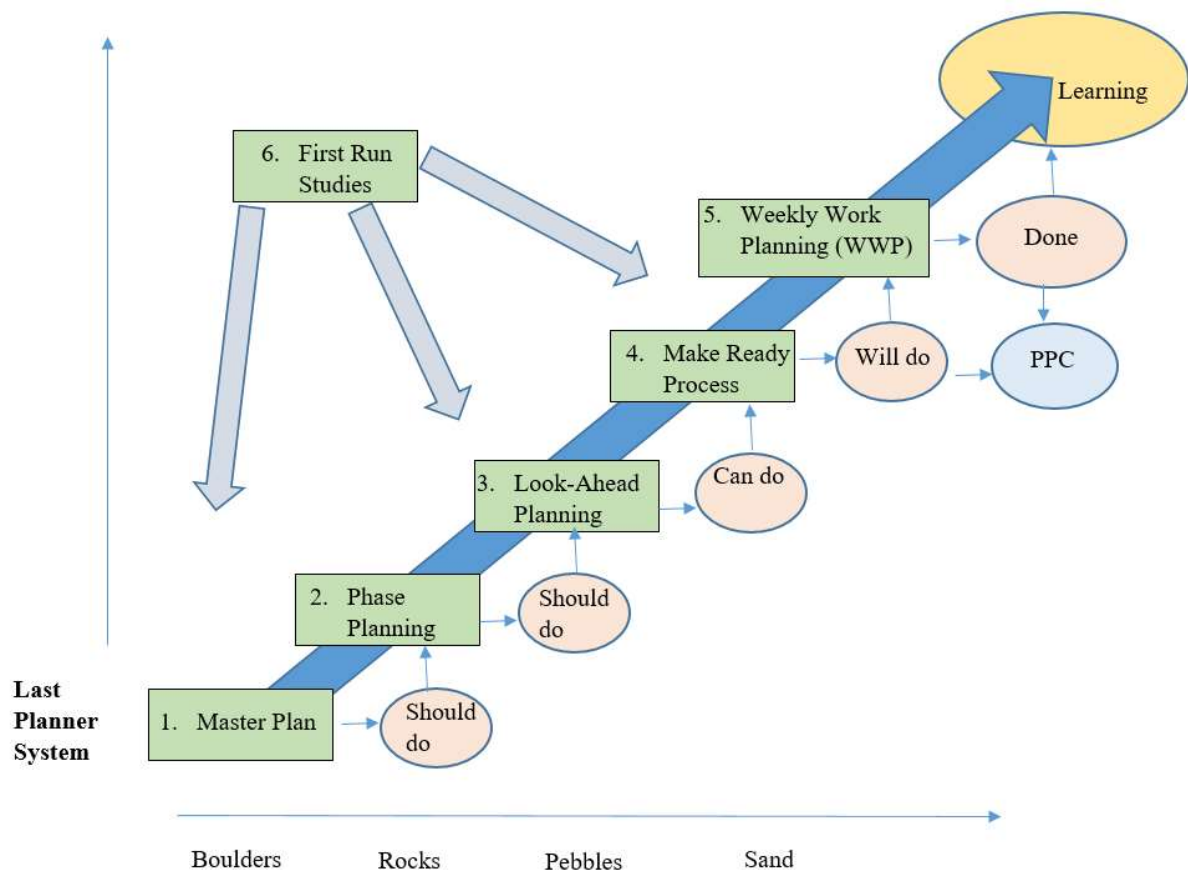 Learning
6. First Run
Studies
5. Weekly Work
Planning (WWP)
Done
4. Make Ready
Process
Will do
PPC
3. Look-Ahead
Planning
Can do
2. Phase
Planning
Should
do
Last
Planner
System
1. Master Plan
Should
do
Boulders Rocks Pebbles Sand